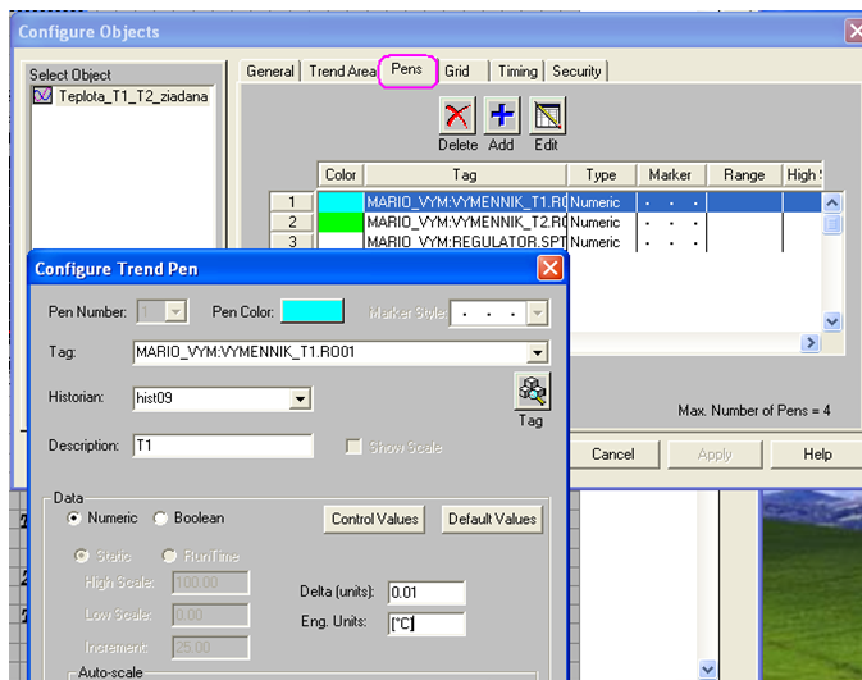 Configure Objects
Select Object
Teplota_T1_T2_ziadana
General Trend Area Pens Grid Timing Security
Delete Add Edit
Color Tag Type Marker Range High
1 MARIO_VYM:VYMENNIK_T1.RO Numeric
2 MARIO_VYM:VYMENNIK_T2.RO Numeric
3 MARIO_VYM:REGULATOR.SPT Numeric
Configure Trend Pen
Pen Number: 1 Pen Color: Marker Style:
Tag: MARIO_VYM:VYMENNIK_T1.RO01
Historian: hist09
Tag
Description: T1 Show Scale
Max. Number of Pens = 4
Cancel Apply Help
Data
Numeric Boolean Control Values Default Values
Static RunTime
High Scale: 100.00
Delta (units): 0.01
Low Scale: 0.00
Eng. Units: [°C]
Increment: 25.00
Auto-scale